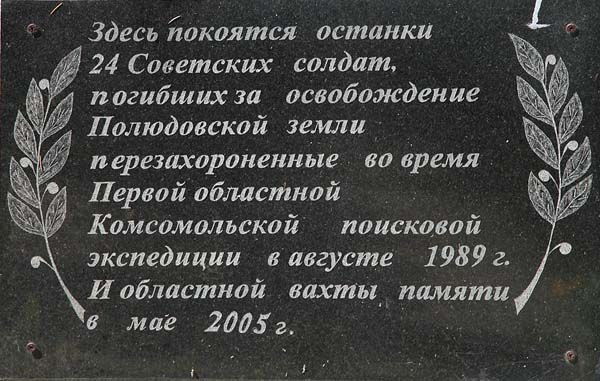 Здесь покоятся останки
24 Советских солдат,
погибших за освобождение
Полюдовской земли
перезахороненные во время
Первой областной
Комсомольской поисковой
экспедиции в августе 1989 г.
И областной вахты памяти
в мае 2005 г.